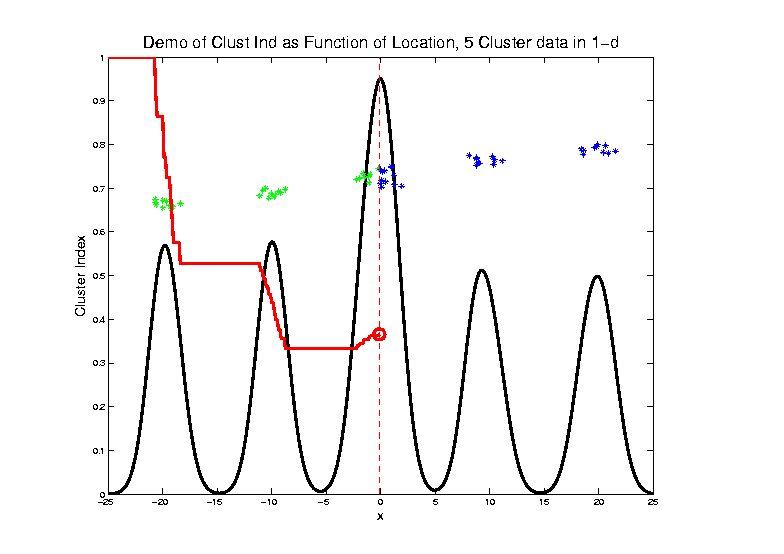 Demo of Clust Ind as Function of Location, 5 Cluster data in 1-d
1
0.9
0.8
0.7
0.6
0.5
0.4
0.3
0.2
0.1
0
Cluster Index
-25 -20 -15 -10 -5 0 5 10 15 20 25
x